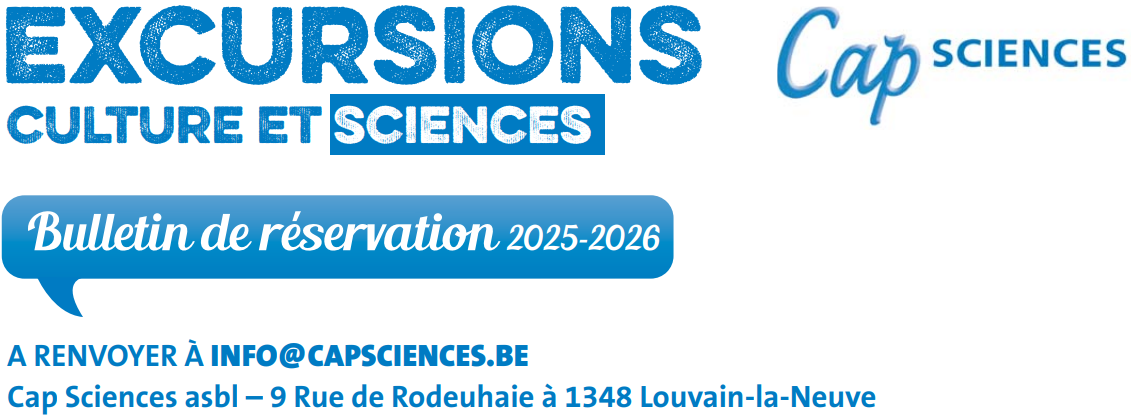 EXCURSIONS
Cap SCIENCES
CULTURE ET SCIENCES
Bulletin de réservation 2025-2026
A RENVOYER À INFO@CAPSCIENCES.BE
Cap Sciences asbl – 9 Rue de Rodeuhaie à 1348 Louvain-la-Neuve